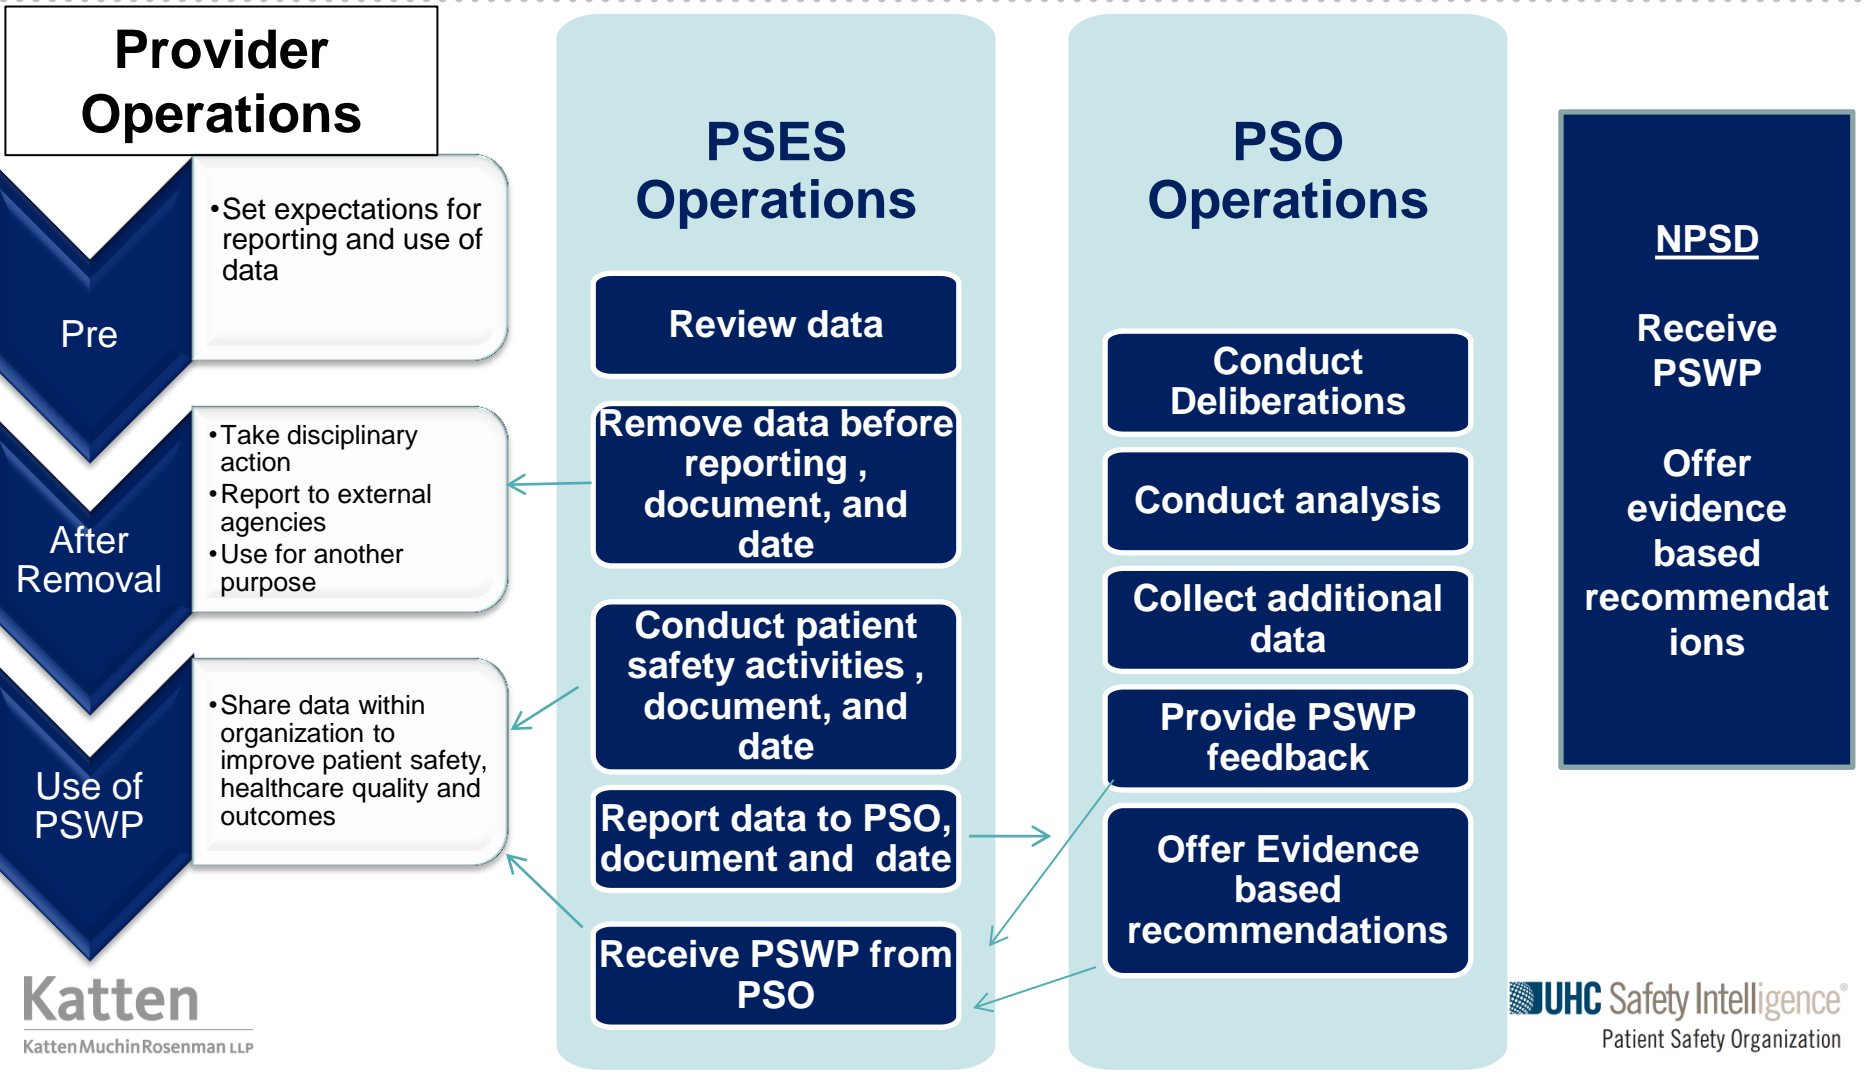 Provider
Operations
Pre
•Set expectations for
reporting and use of
data
After
Removal
•Take disciplinary
action
•Report to external
agencies
•Use for another
purpose
Use of
PSWP
•Share data within
organization to
improve patient safety,
healthcare quality and
outcomes
PSES
Operations
Review data
Remove data before
reporting ,
document, and
date
Conduct patient
safety activities ,
document, and
date
Report data to PSO,
document and date
Receive PSWP from
PSO
PSO
Operations
Conduct
Deliberations
Conduct analysis
Collect additional
data
Provide PSWP
feedback
Offer Evidence
based
recommendations
NPSD
Receive
PSWP
Offer
evidence
based
recommendat
ions
Katten
KattenMuchinRosenman LLP
UHC Safety Intelligence®
Patient Safety Organization